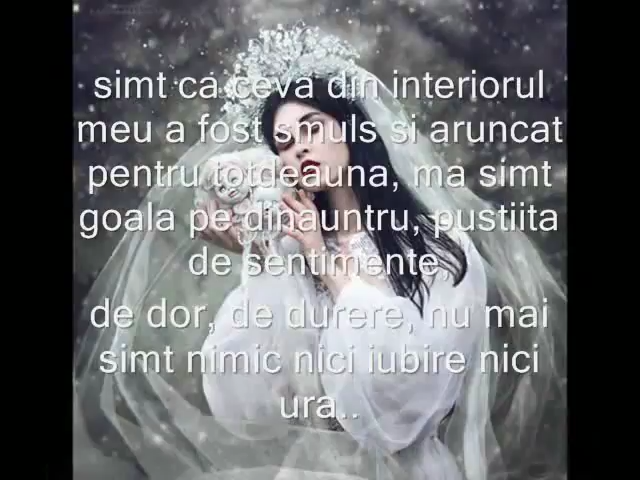 simt ca ceva din interiorul
meu a fost smuls si aruncat
pentru totdeauna, ma simt
goala pe dinauntru, pustiita
de sentimente,
de dor, de durere, nu mai
simt nimic nici iubire nici
ura..